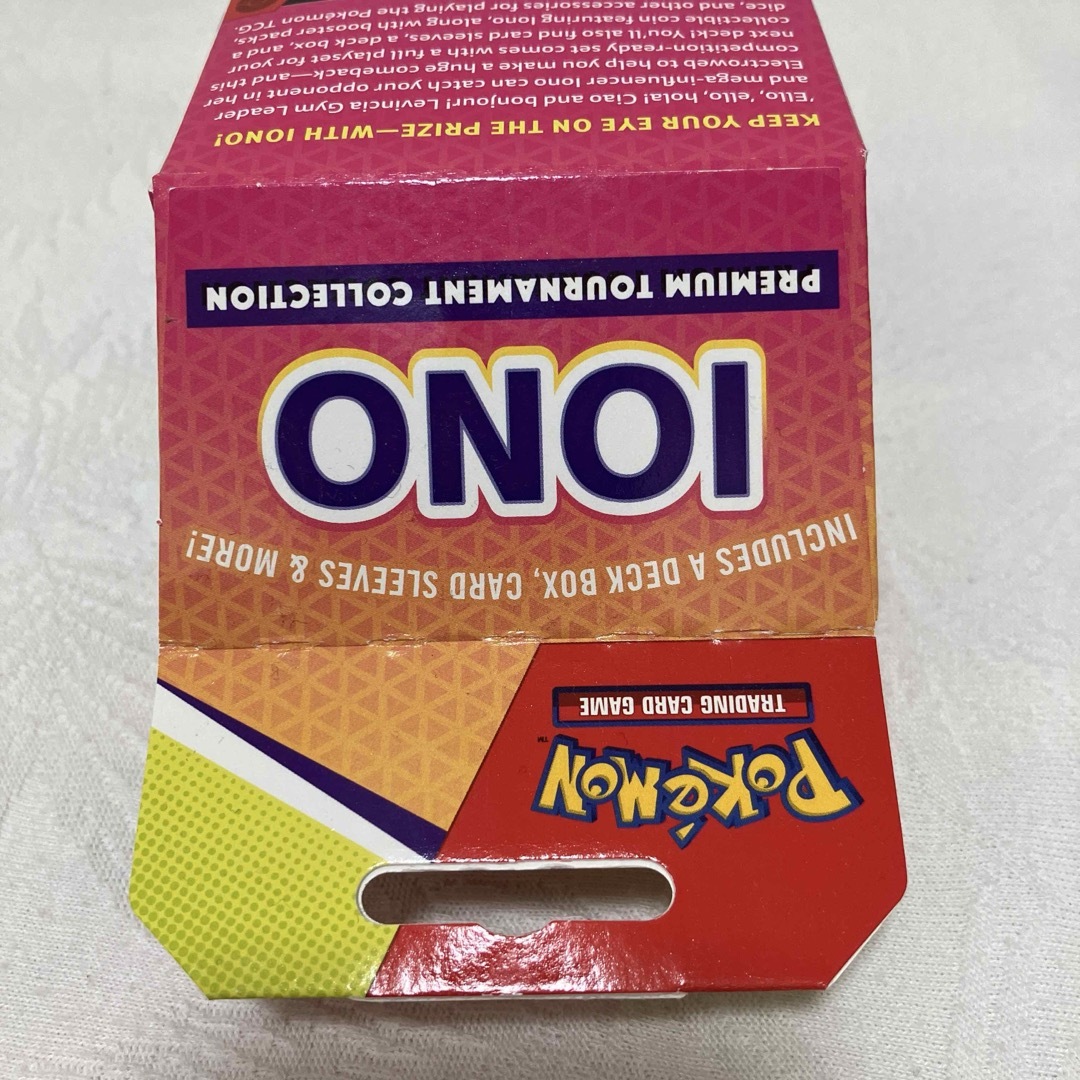 POKéMON™
TRADING CARD GAME
INCLUDES A DECK BOX, CARD SLEEVES & MORE!
IONO
PREMIUM TOURNAMENT COLLECTION
KEEP YOUR EYE ON THE PRIZE—WITH IONO!
'Ello, 'ello, hola! Ciao and bonjour! Levincia Gym Leader
and mega-influencer Iono can catch your opponent in her
Electroweb to help you make a huge comeback—and this
competition-ready set comes with a full playset for your
next deck! You'll also find card sleeves, a deck box, and a
collectible coin featuring Iono, along with booster packs,
dice, and other accessories for playing the Pokémon TCG.